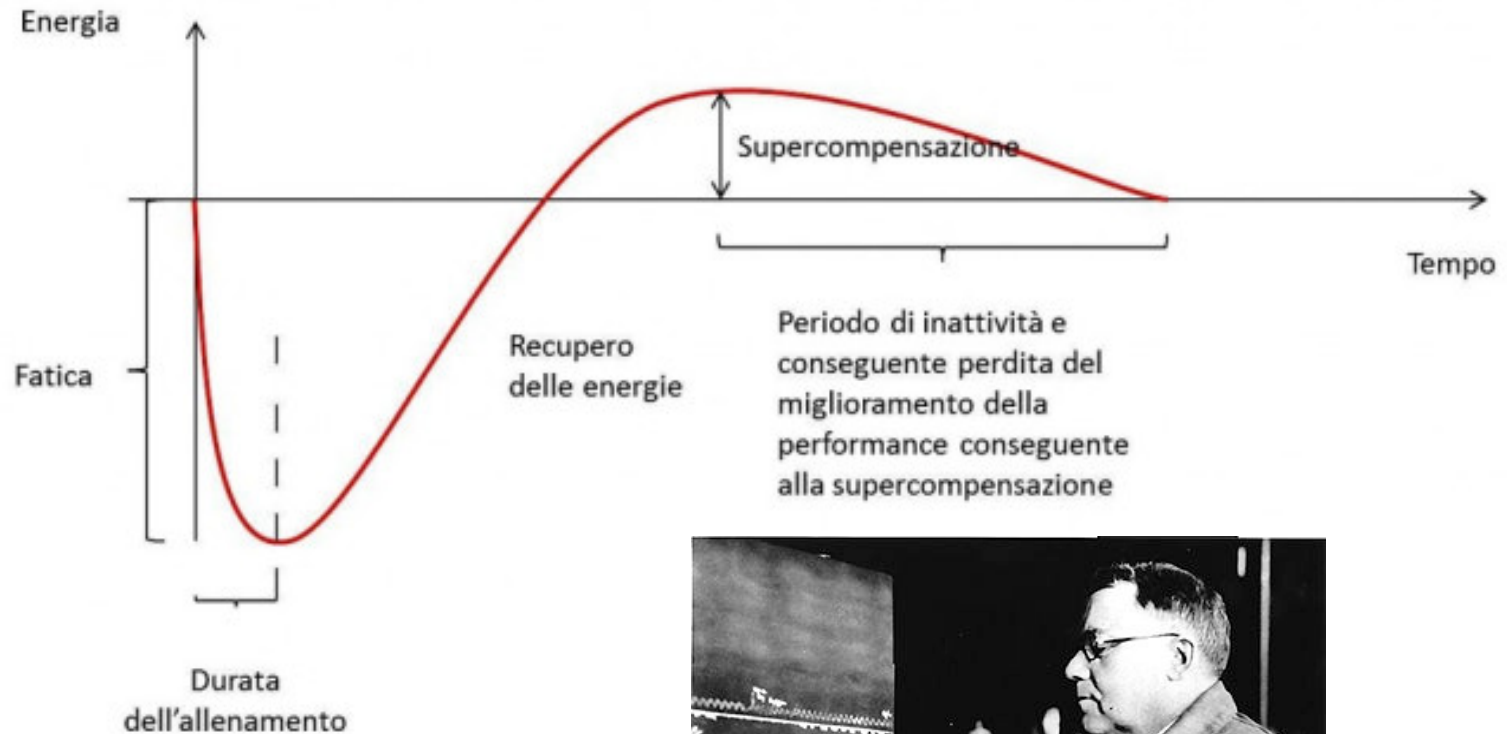 Energia
Supercompensazione
Tempo
Fatica
Recupero
delle energie
Periodo di inattività e
conseguente perdita del
miglioramento della
performance conseguente
alla supercompensazione
Durata
dell'allenamento